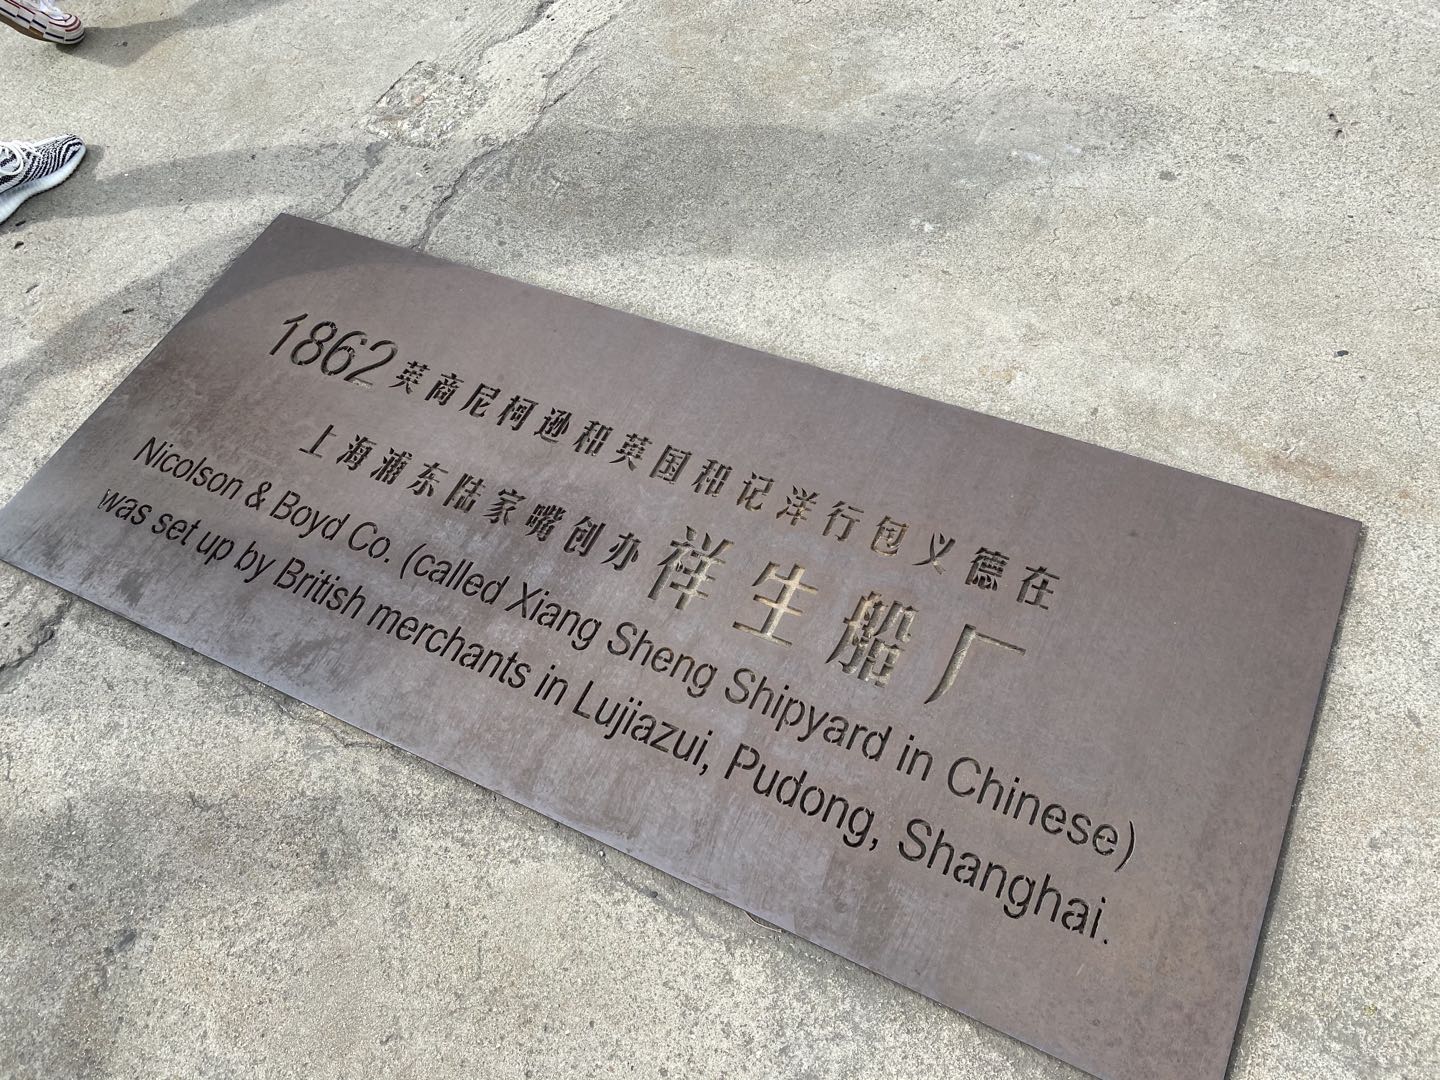 1862英商尼柯逊和英国和记洋行包义德在
上海浦东陆家嘴创办祥生船厂
Nicolson & Boyd Co. (called Xiang Sheng Shipyard in Chinese)
was set up by British merchants in Lujiazui, Pudong, Shanghai.